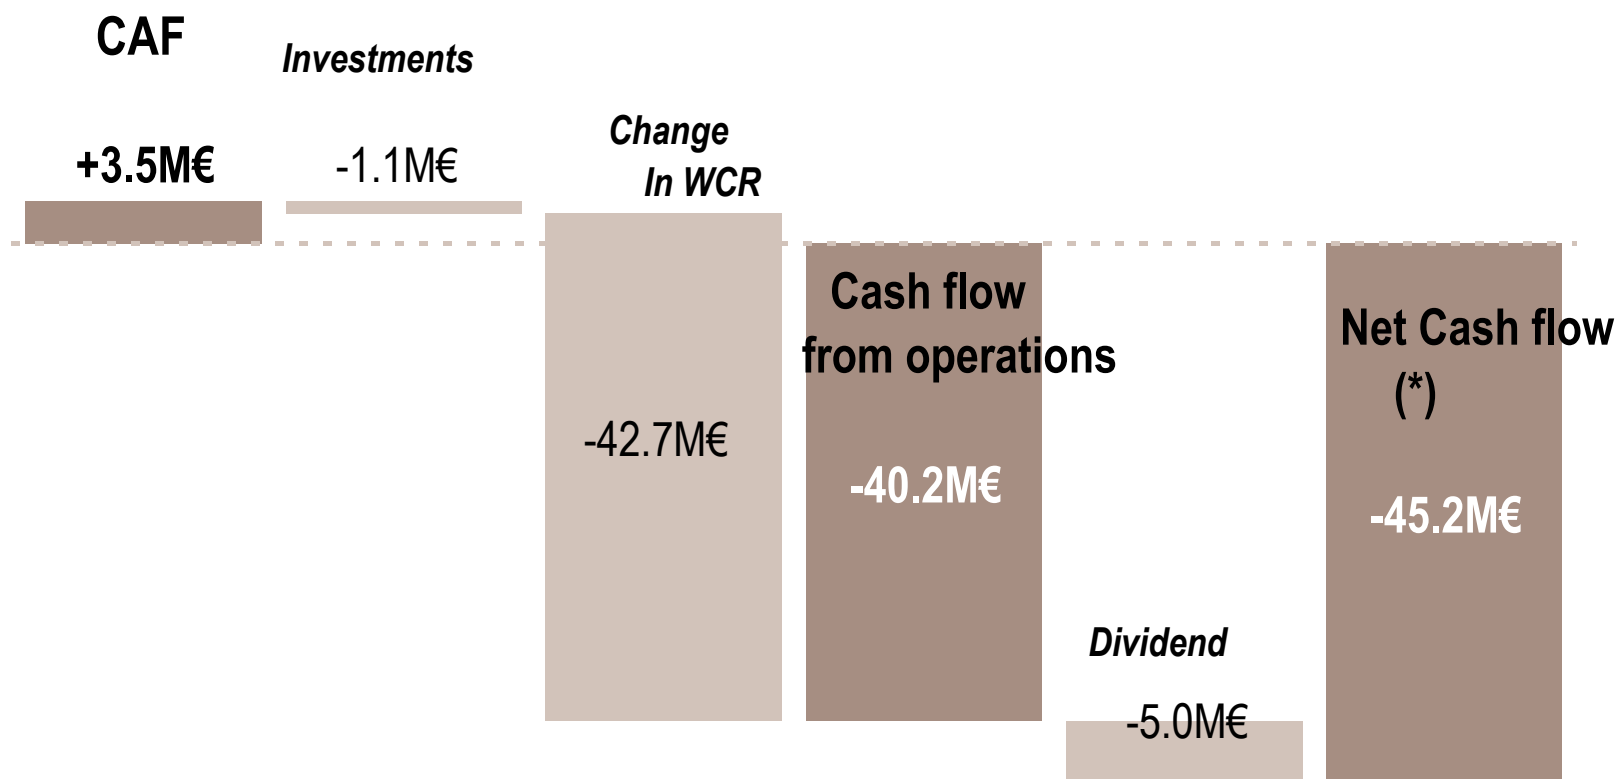 CAF
+3.5M€
Investments
-1.1M€
Change
In WCR
-42.7M€
Cash flow
from operations
-40.2M€
Dividend
-5.0M€
Net Cash flow
(*)
-45.2M€